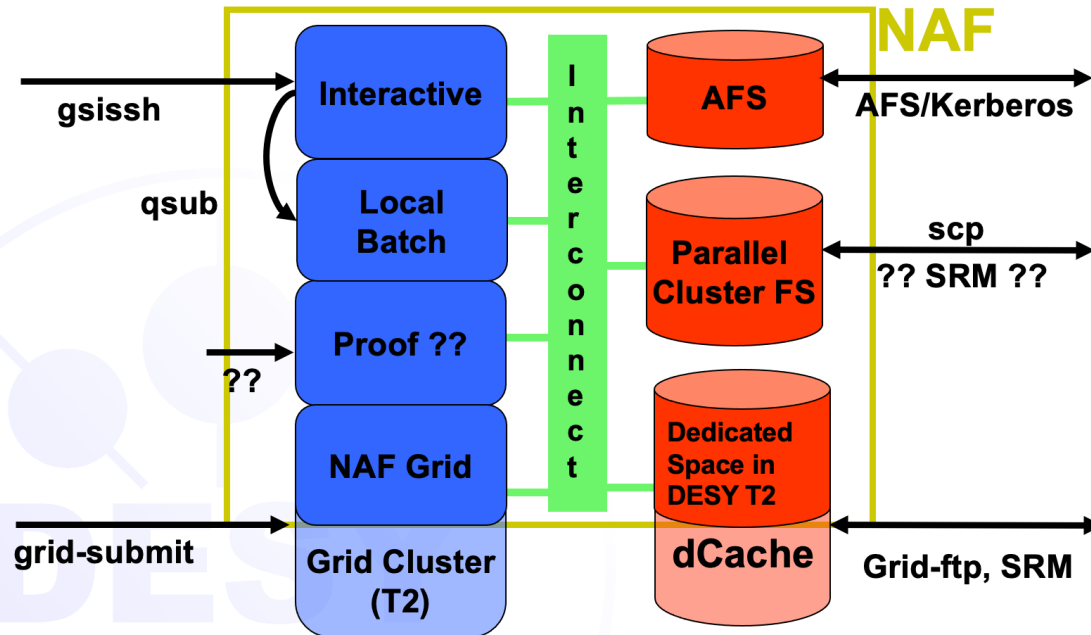 NAF
gsissh
qsub
??
grid-submit
Interactive
Local
Batch
Proof ??
NAF Grid
Grid Cluster
(T2)
Interconnect
AFS
Parallel
Cluster FS
Dedicated
Space in
DESY T2
dCache
AFS/Kerberos
scp
?? SRM ??
Grid-ftp, SRM
DESY